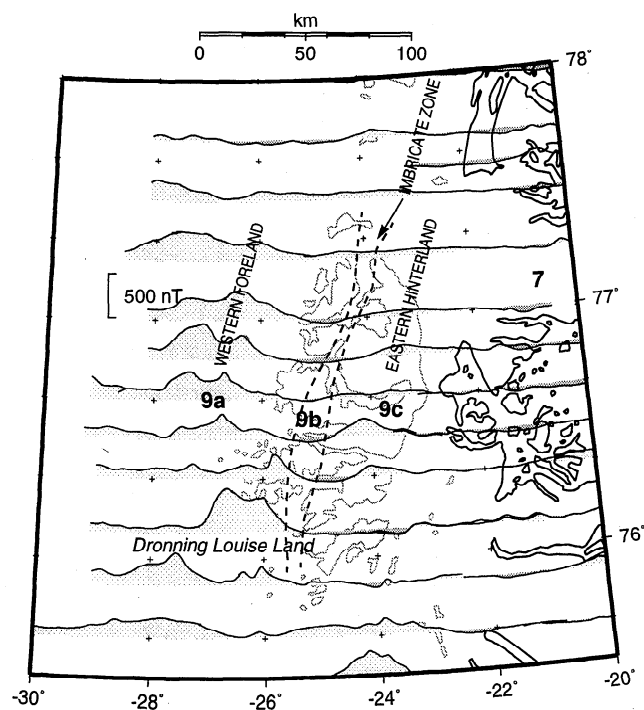 km
0 50 100
78°
IMBRICATE ZONE
WESTERN FORELAND
EASTERN HINTERLAND
7
500 nT
77°
9a
9b
9c
Dronning Louise Land
76°
-30° -28° -26° -24° -22° -20°